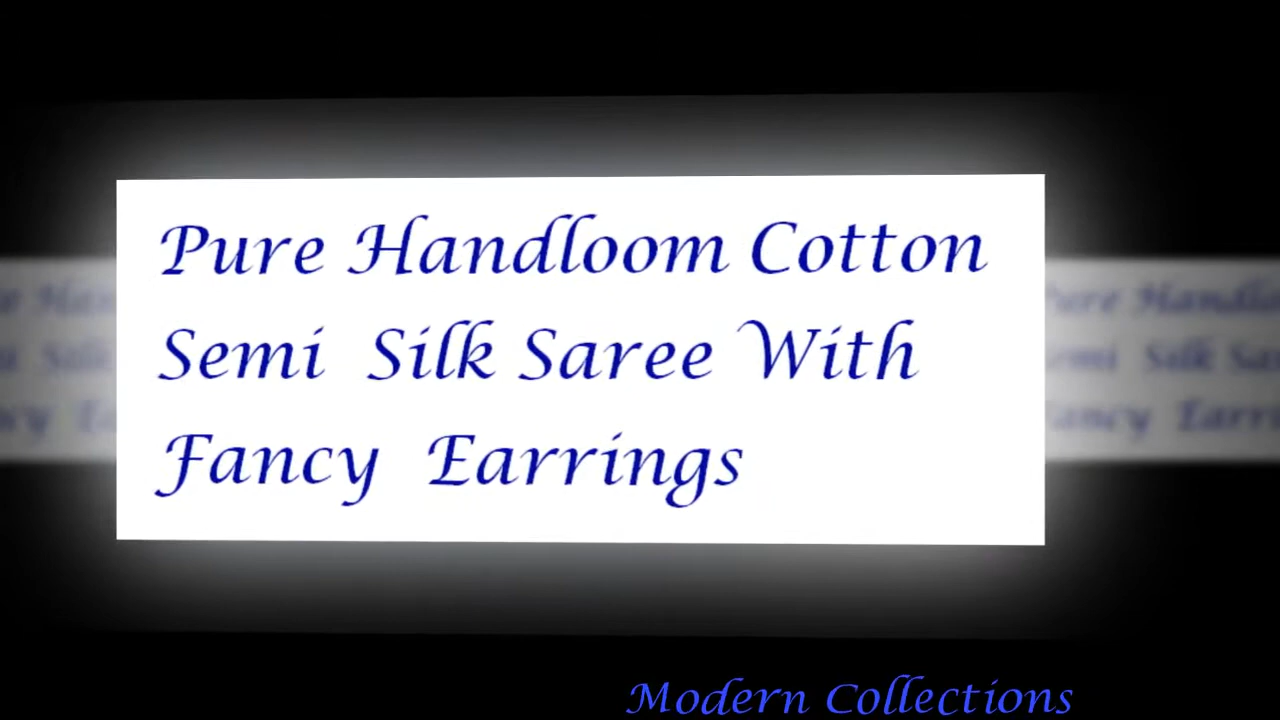 Pure Handloom Cotton
Semi Silk Saree With
Fancy Earrings
Modern Collections